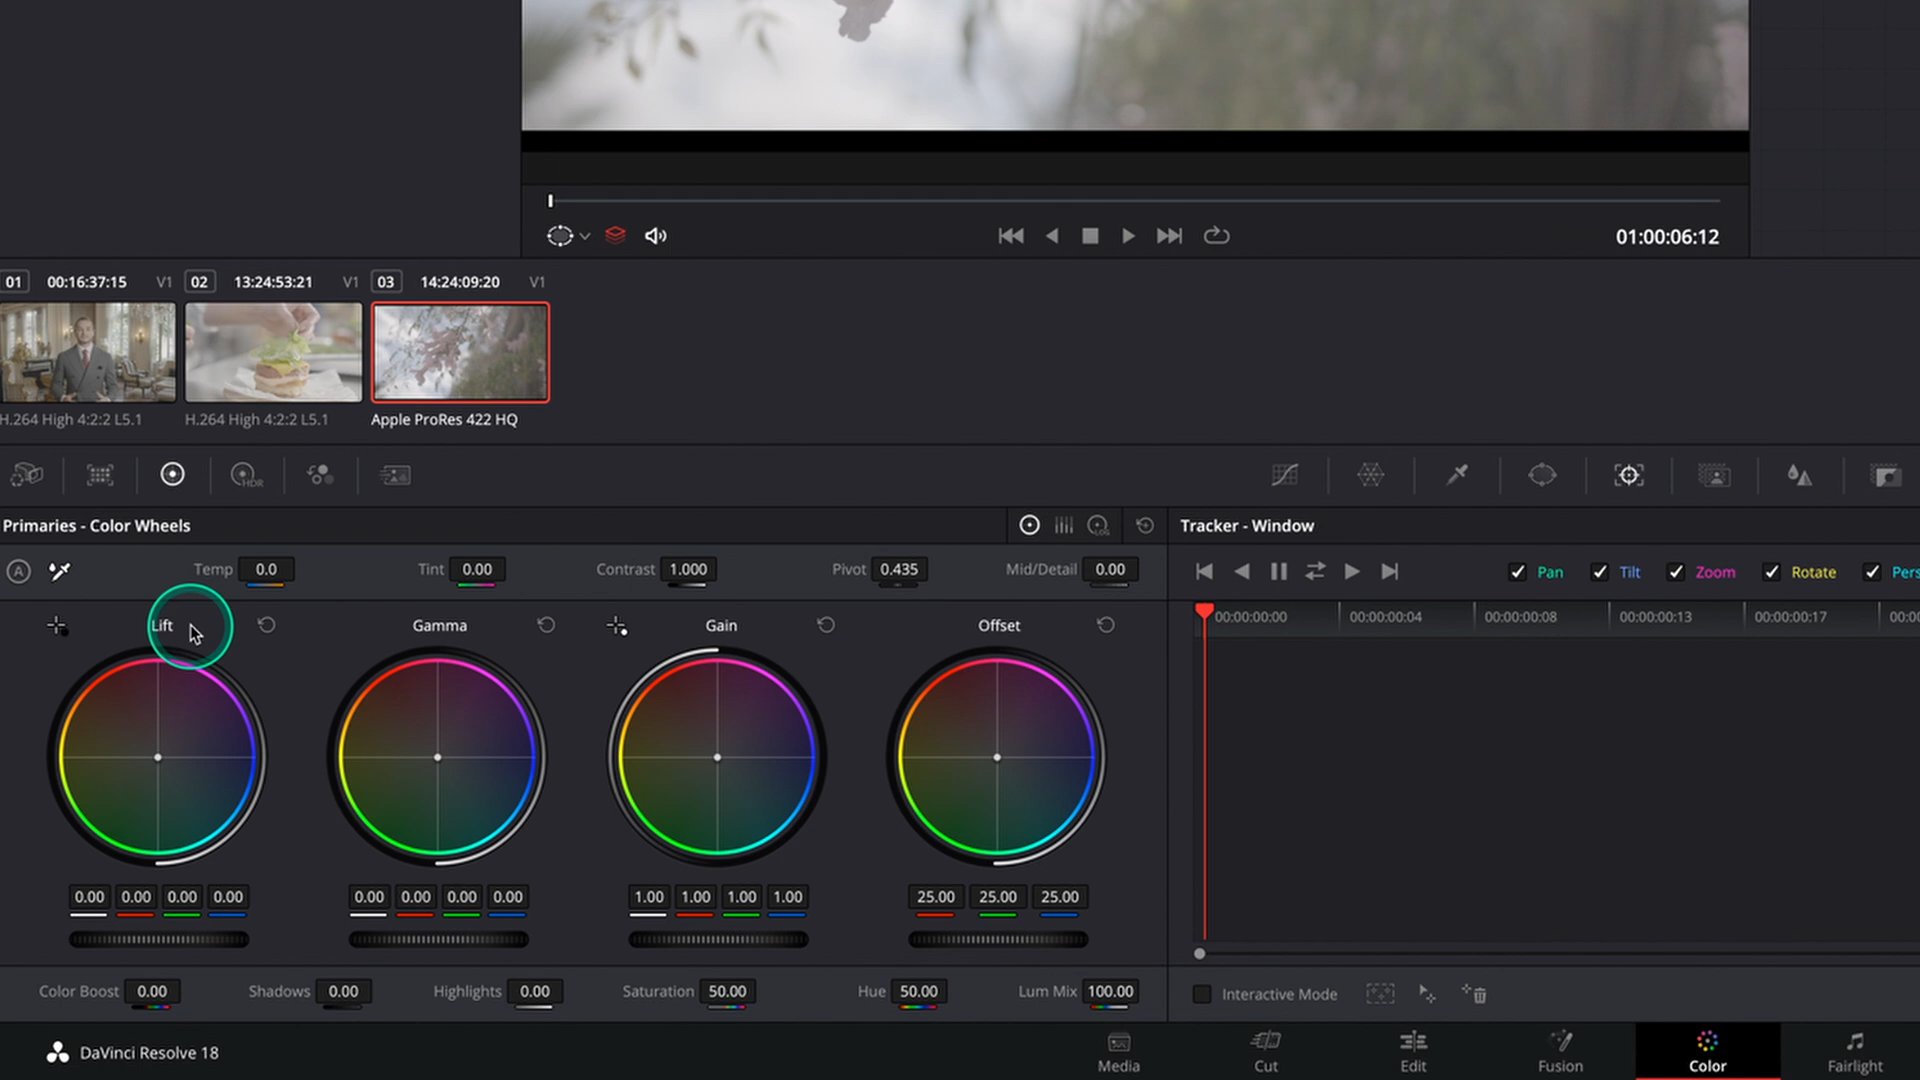 01:00:06:12
01 00:16:37:15 V1 02 13:24:53:21 V1 03 14:24:09:20 V1
H.264 High 4:2:2 L5.1 H.264 High 4:2:2 L5.1 Apple ProRes 422 HQ
HDR
Primaries - Color Wheels LOG Tracker - Window
A Temp 0.0 Tint 0.00 Contrast 1.000 Pivot 0.435 Mid/Detail 0.00 Pan Tilt Zoom Rotate Pers
Lift Gamma Gain Offset 00:00:00:00 00:00:00:04 00:00:00:08 00:00:00:13 00:00:00:17 00:0
0.00 0.00 0.00 0.00 0.00 0.00 0.00 0.00 1.00 1.00 1.00 1.00 25.00 25.00 25.00
Color Boost 0.00 Shadows 0.00 Highlights 0.00 Saturation 50.00 Hue 50.00 Lum Mix 100.00 Interactive Mode
DaVinci Resolve 18 Media Cut Edit Fusion Color Fairlight